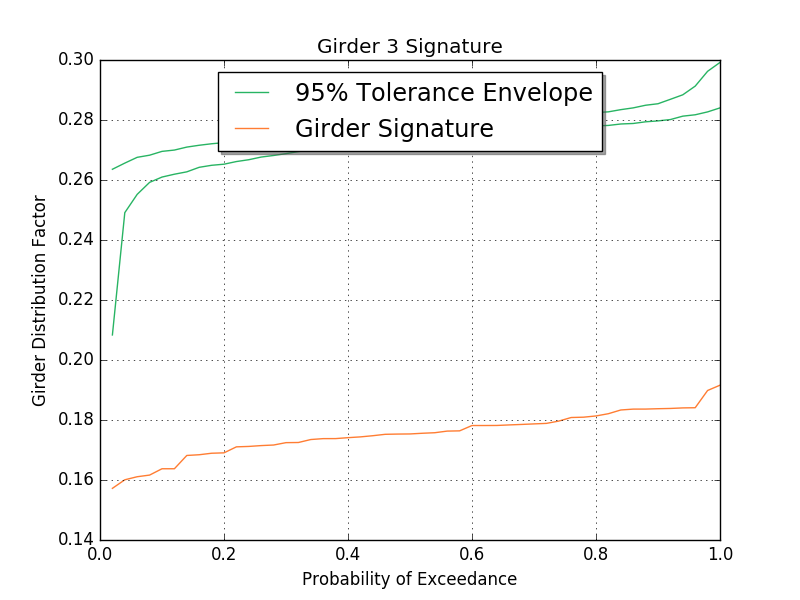 Girder 3 Signature
95% Tolerance Envelope
Girder Signature
Girder Distribution Factor
0.30
0.28
0.26
0.24
0.22
0.20
0.18
0.16
0.14
0.0 0.2 0.4 0.6 0.8 1.0
Probability of Exceedance